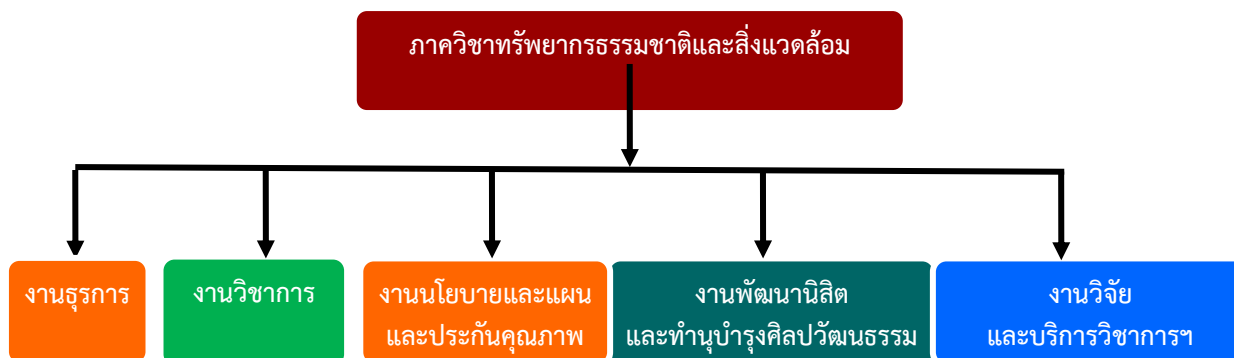 ภาควิชาทรัพยากรธรรมชาติและสิ่งแวดล้อม
งานธุรการ
งานวิชาการ
งานนโยบายและแผน
และประกันคุณภาพ
งานพัฒนานิสิต
และทำนุบำรุงศิลปวัฒนธรรม
งานวิจัย
และบริการวิชาการฯ